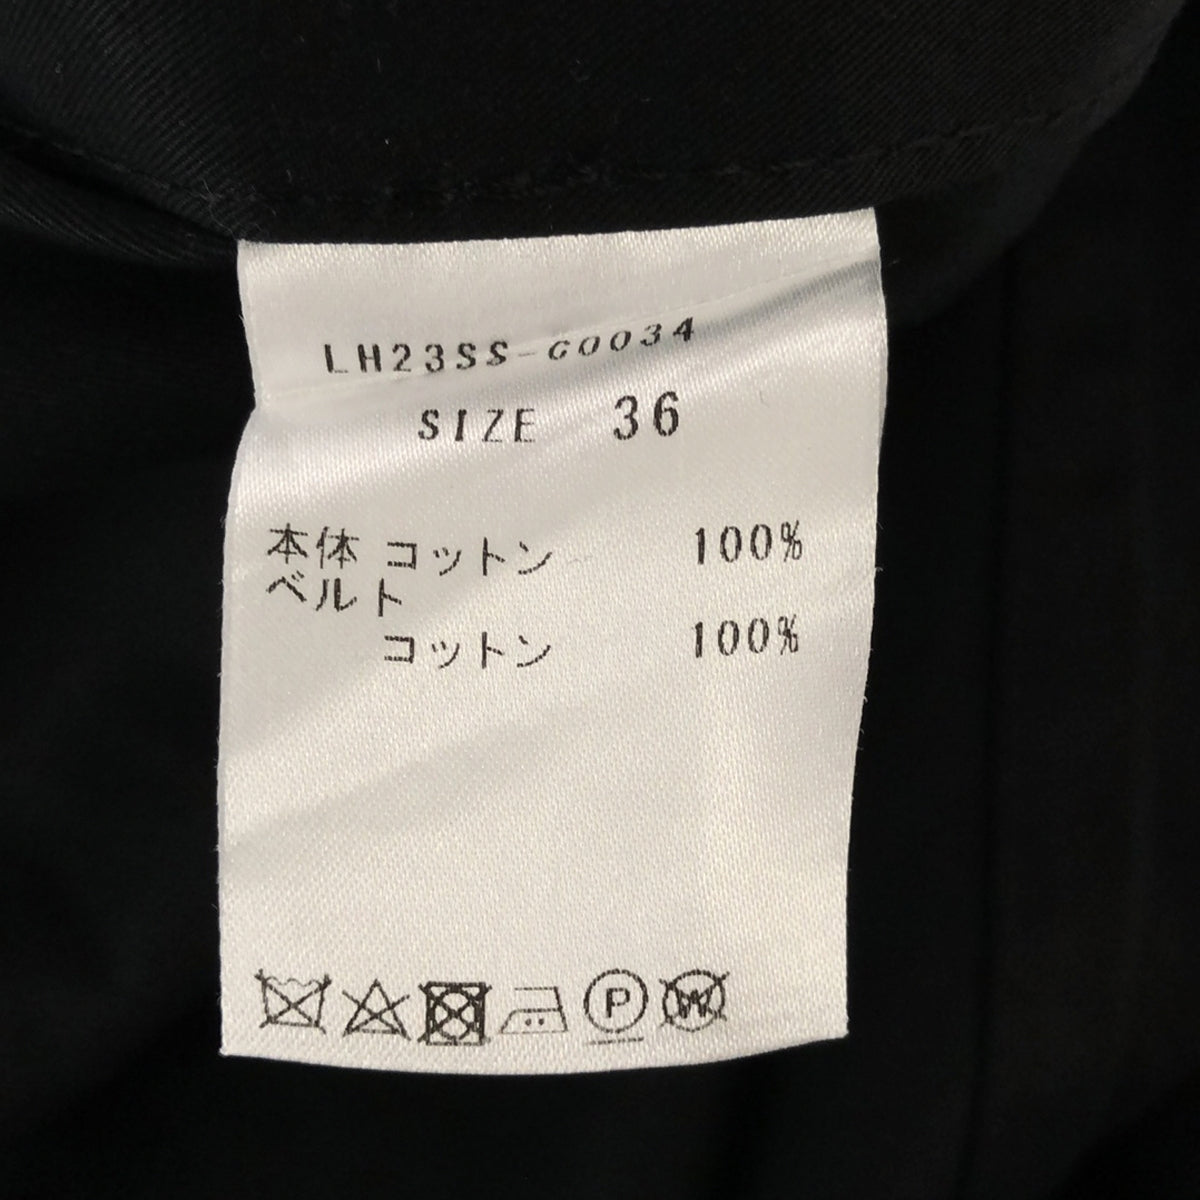 LH23SS-G0034
SIZE 36
本体 コットン 100%
ベルト
コットン 100%
P
W